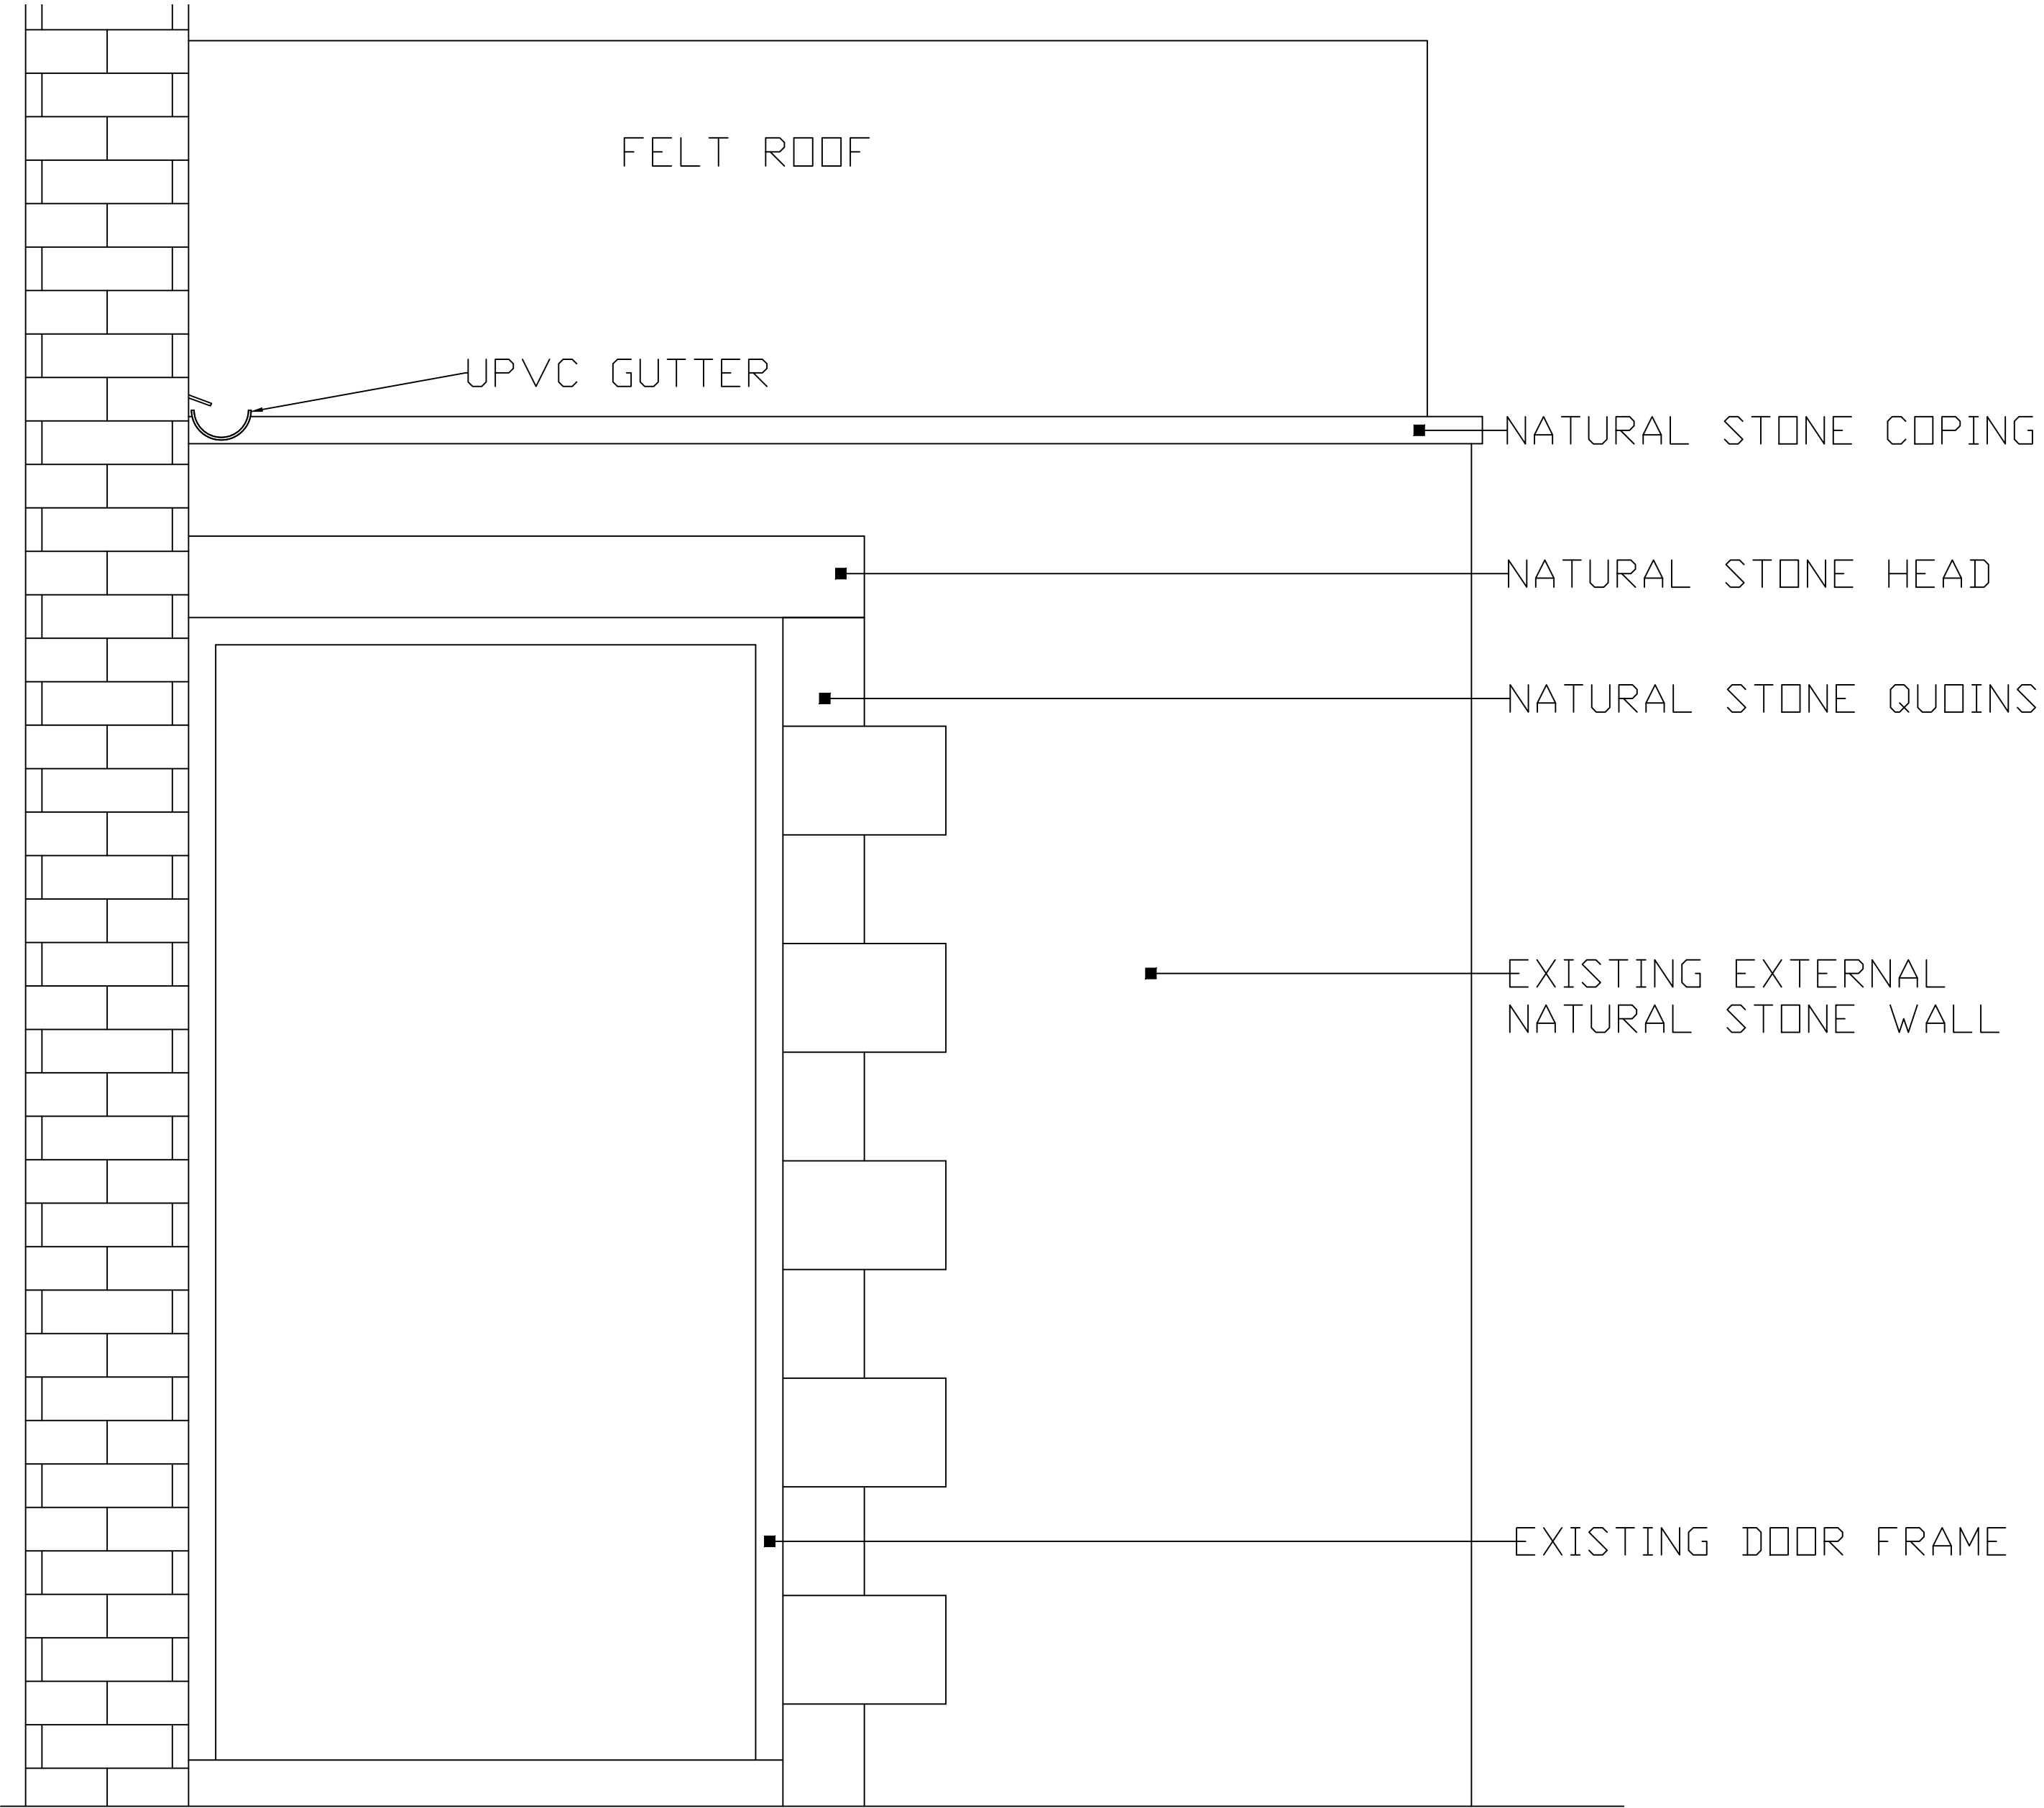 FELT ROOF
UPVC GUTTER
NATURAL STONE COPING
NATURAL STONE HEAD
NATURAL STONE QUOINS
EXISTING EXTERNAL
NATURAL STONE WALL
EXISTING DOOR FRAME